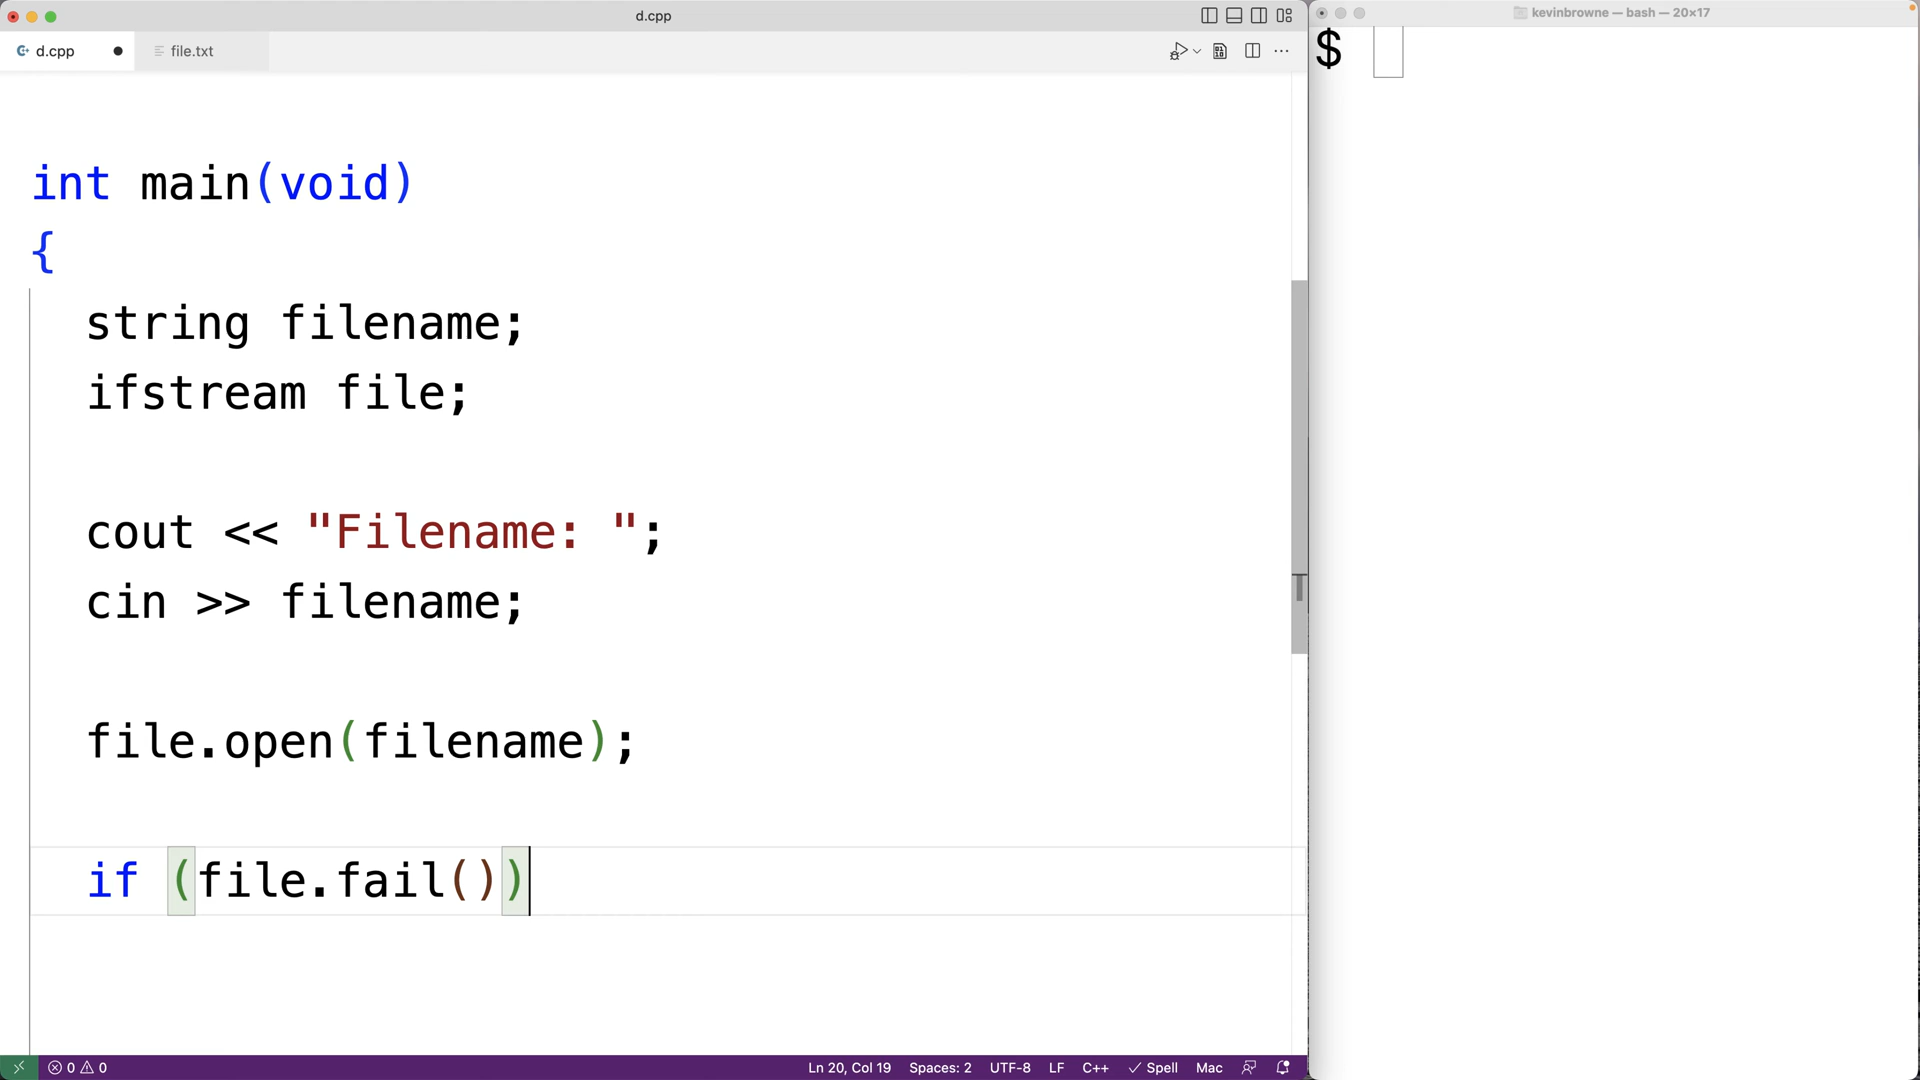 d.cpp
d.cpp
file.txt
int main(void)
{
string filename;
ifstream file;
cout << "Filename: ";
cin >> filename;
file.open(filename);
if (file.fail())
0 0
Ln 20, Col 19
Spaces: 2
UTF-8
LF
C++
Spell
Mac
kevinbrowne — bash — 20×17
$